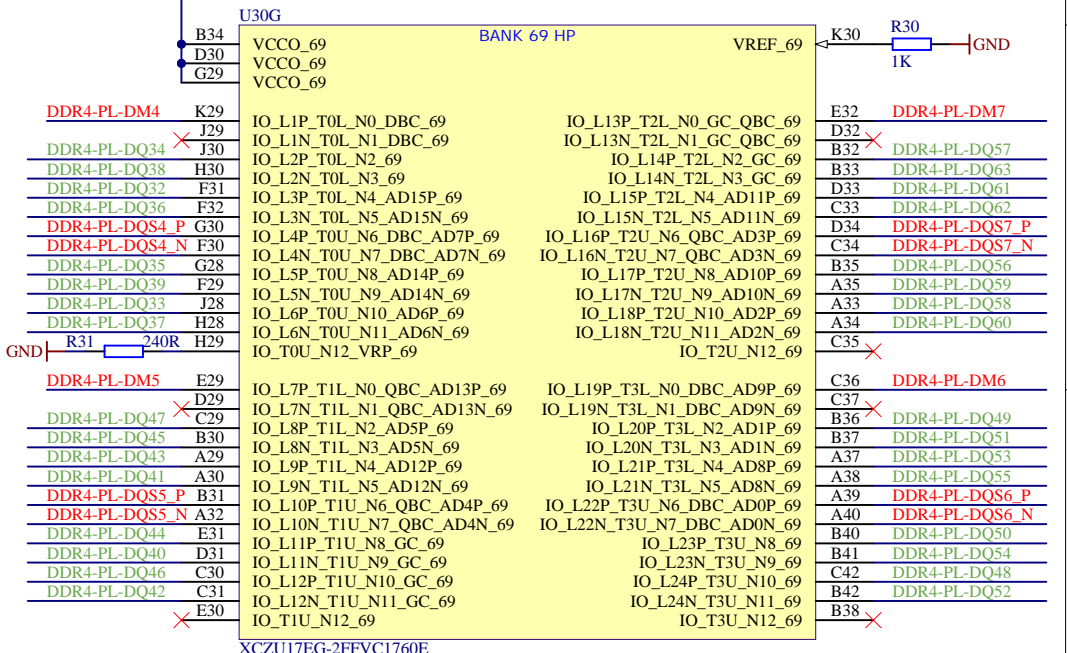 U30G
BANK 69 HP
B34 VCCO_69 VREF_69 K30 R30 1K GND
D30 VCCO_69
G29 VCCO_69
DDR4-PL-DM4 K29 IO_L1P_T0L_N0_DBC_69 IO_L13P_T2L_N0_GC_QBC_69 E32 DDR4-PL-DM7
J29 IO_L1N_T0L_N1_DBC_69 IO_L13N_T2L_N1_GC_QBC_69 D32
DDR4-PL-DQ34 J30 IO_L2P_T0L_N2_69 IO_L14P_T2L_N2_GC_69 B32 DDR4-PL-DQ57
DDR4-PL-DQ38 H30 IO_L2N_T0L_N3_69 IO_L14N_T2L_N3_GC_69 B33 DDR4-PL-DQ63
DDR4-PL-DQ32 F31 IO_L3P_T0L_N4_AD15P_69 IO_L15P_T2L_N4_AD11P_69 D33 DDR4-PL-DQ61
DDR4-PL-DQ36 F32 IO_L3N_T0L_N5_AD15N_69 IO_L15N_T2L_N5_AD11N_69 C33 DDR4-PL-DQ62
DDR4-PL-DQS4_P G30 IO_L4P_T0U_N6_DBC_AD7P_69 IO_L16P_T2U_N6_QBC_AD3P_69 D34 DDR4-PL-DQS7_P
DDR4-PL-DQS4_N F30 IO_L4N_T0U_N7_DBC_AD7N_69 IO_L16N_T2U_N7_QBC_AD3N_69 C34 DDR4-PL-DQS7_N
DDR4-PL-DQ35 G28 IO_L5P_T0U_N8_AD14P_69 IO_L17P_T2U_N8_AD10P_69 B35 DDR4-PL-DQ56
DDR4-PL-DQ39 F29 IO_L5N_T0U_N9_AD14N_69 IO_L17N_T2U_N9_AD10N_69 A35 DDR4-PL-DQ59
DDR4-PL-DQ33 J28 IO_L6P_T0U_N10_AD6P_69 IO_L18P_T2U_N10_AD2P_69 A33 DDR4-PL-DQ58
DDR4-PL-DQ37 H28 IO_L6N_T0U_N11_AD6N_69 IO_L18N_T2U_N11_AD2N_69 A34 DDR4-PL-DQ60
GND R31 240R H29 IO_T0U_N12_VRP_69 IO_T2U_N12_69 C35
DDR4-PL-DM5 E29 IO_L7P_T1L_N0_QBC_AD13P_69 IO_L19P_T3L_N0_DBC_AD9P_69 C36 DDR4-PL-DM6
D29 IO_L7N_T1L_N1_QBC_AD13N_69 IO_L19N_T3L_N1_DBC_AD9N_69 C37
DDR4-PL-DQ47 C29 IO_L8P_T1L_N2_AD5P_69 IO_L20P_T3L_N2_AD1P_69 B36 DDR4-PL-DQ49
DDR4-PL-DQ45 B30 IO_L8N_T1L_N3_AD5N_69 IO_L20N_T3L_N3_AD1N_69 B37 DDR4-PL-DQ51
DDR4-PL-DQ43 A29 IO_L9P_T1L_N4_AD12P_69 IO_L21P_T3L_N4_AD8P_69 A37 DDR4-PL-DQ53
DDR4-PL-DQ41 A30 IO_L9N_T1L_N5_AD12N_69 IO_L21N_T3L_N5_AD8N_69 A38 DDR4-PL-DQ55
DDR4-PL-DQS5_P B31 IO_L10P_T1U_N6_QBC_AD4P_69 IO_L22P_T3U_N6_DBC_AD0P_69 A39 DDR4-PL-DQS6_P
DDR4-PL-DQS5_N A32 IO_L10N_T1U_N7_QBC_AD4N_69 IO_L22N_T3U_N7_DBC_AD0N_69 A40 DDR4-PL-DQS6_N
DDR4-PL-DQ44 E31 IO_L11P_T1U_N8_GC_69 IO_L23P_T3U_N8_69 B40 DDR4-PL-DQ50
DDR4-PL-DQ40 D31 IO_L11N_T1U_N9_GC_69 IO_L23N_T3U_N9_69 B41 DDR4-PL-DQ54
DDR4-PL-DQ46 C30 IO_L12P_T1U_N10_GC_69 IO_L24P_T3U_N10_69 C42 DDR4-PL-DQ48
DDR4-PL-DQ42 C31 IO_L12N_T1U_N11_GC_69 IO_L24N_T3U_N11_69 B42 DDR4-PL-DQ52
E30 IO_T1U_N12_69 IO_T3U_N12_69 B38
XCZU17EG-2FFVC1760E